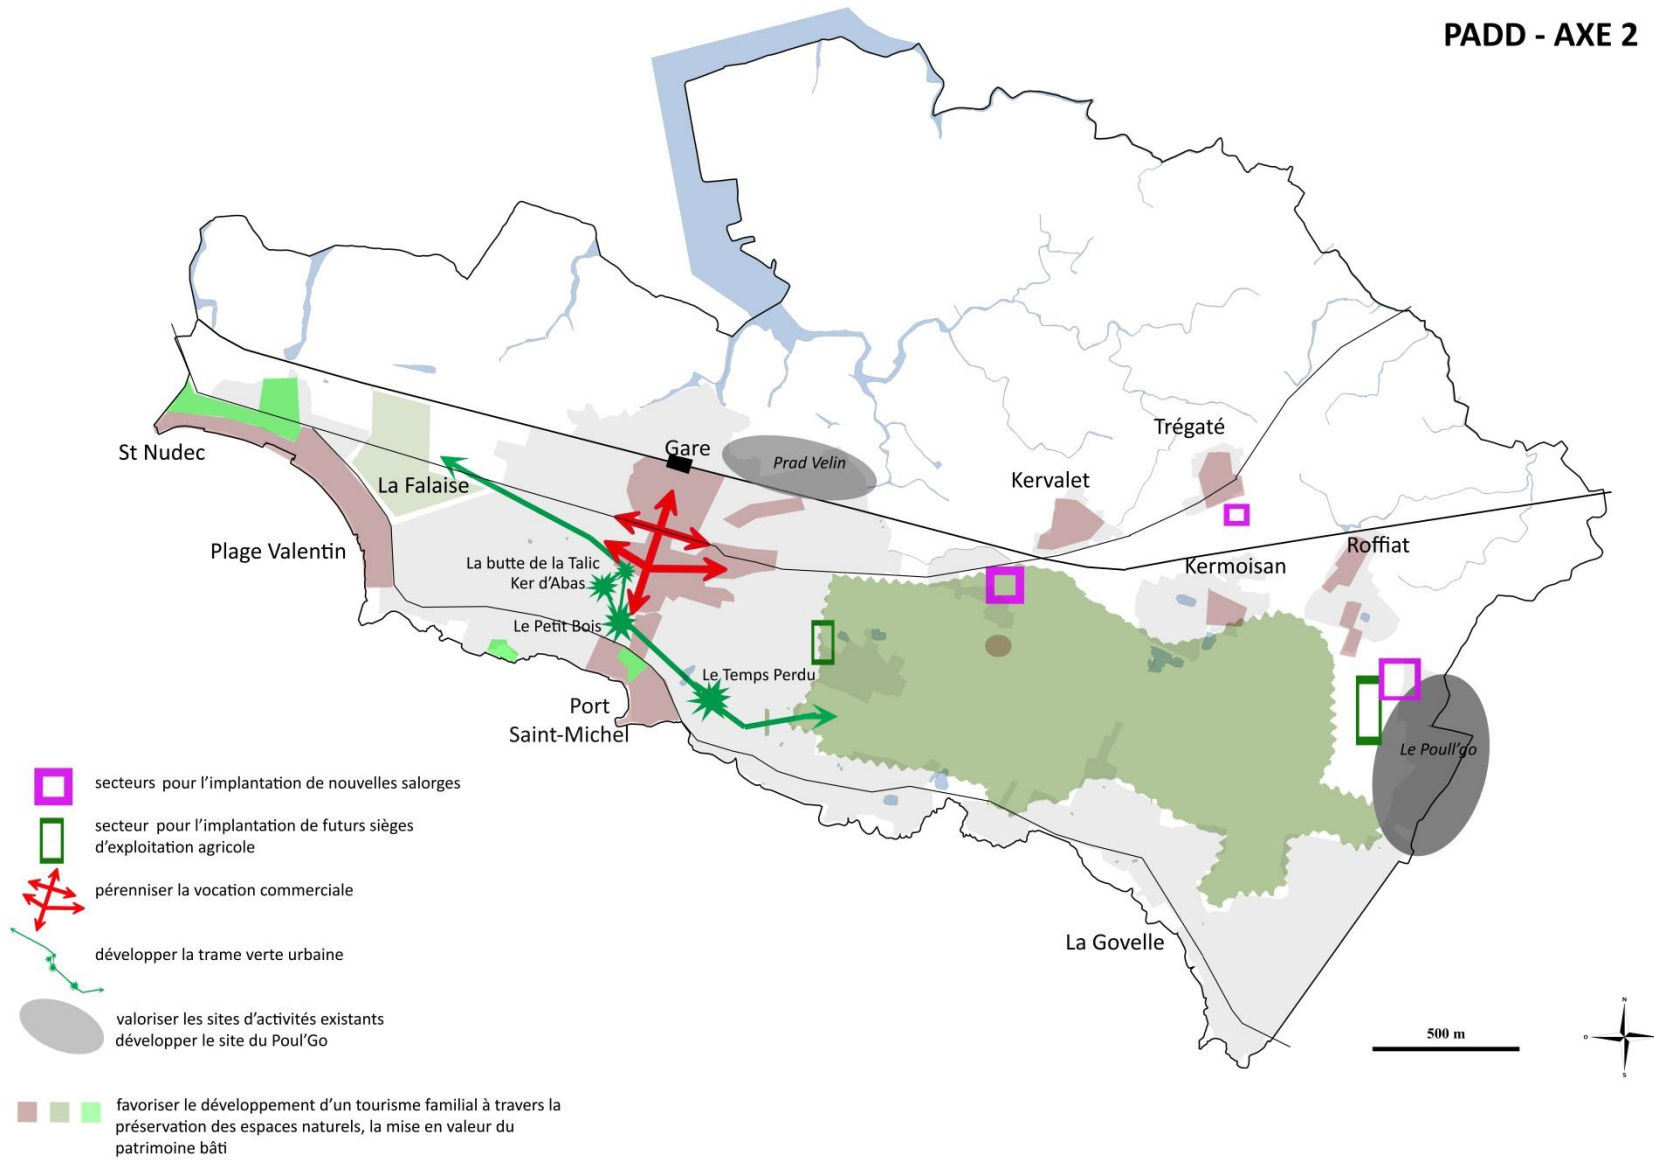 PADD - AXE 2
St Nudec
Gare
Prad Velin
Trégaté
Kervalet
La Falaise
Plage Valentin
La butte de la Talic
Ker d'Abas
Kermoisan
Roffiat
Le Petit Bois
Le Temps Perdu
Port
Saint-Michel
Le Poull'go
La Govelle
secteurs pour l'implantation de nouvelles salorges
secteur pour l'implantation de futurs sièges
d'exploitation agricole
pérenniser la vocation commerciale
développer la trame verte urbaine
valoriser les sites d'activités existants
développer le site du Poul'Go
favoriser le développement d'un tourisme familial à travers la
préservation des espaces naturels, la mise en valeur du
patrimoine bâti
500 m
N
O
E
S